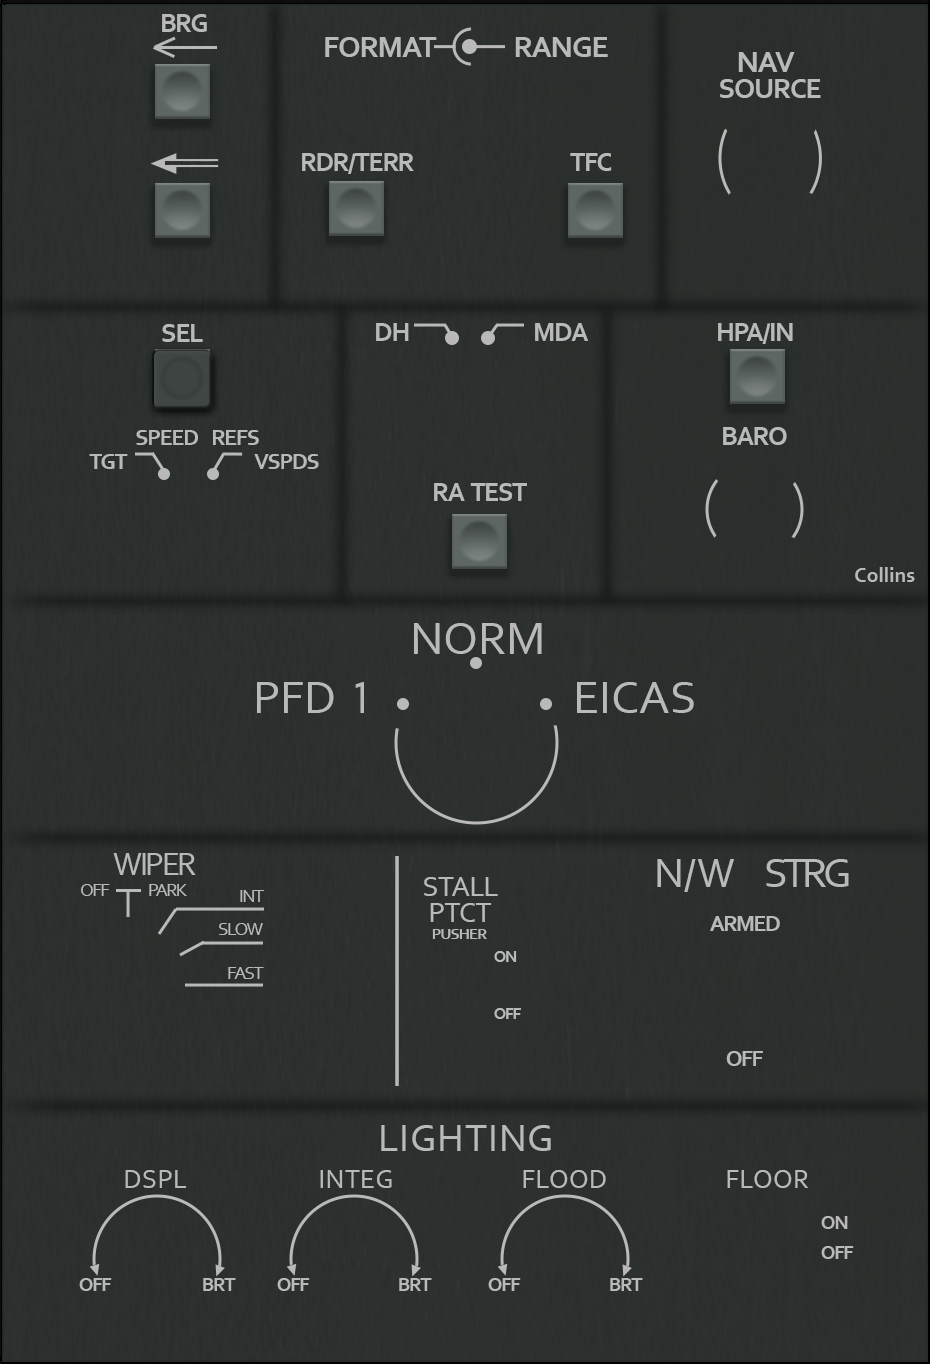 BRG
FORMAT RANGE
NAV
SOURCE
RDR/TERR
TFC
SEL
SPEED REFS
TGT VSPDS
DH MDA
RA TEST
HPA/IN
BARO
Collins
NORM
PFD 1 EICAS
WIPER
OFF PARK
INT
SLOW
FAST
STALL
PTCT
PUSHER
ON
OFF
N/W STRG
ARMED
OFF
LIGHTING
DSPL
OFF BRT
INTEG
OFF BRT
FLOOD
OFF BRT
FLOOR
ON
OFF